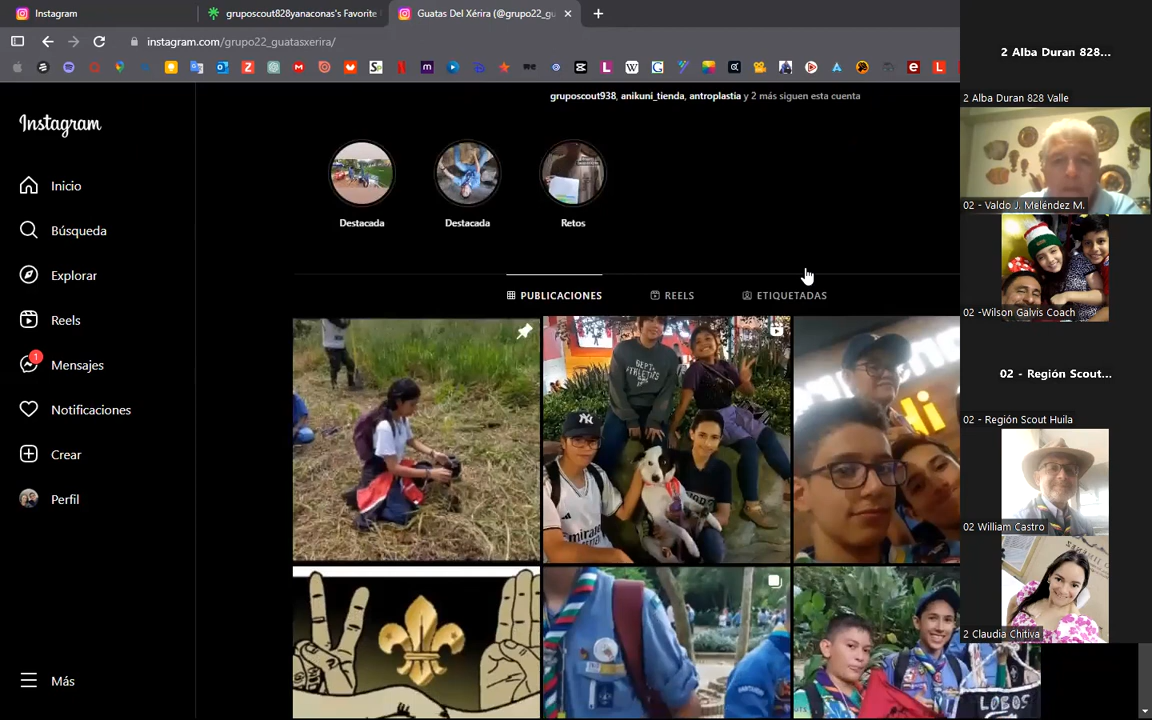 Instagram
gruposcout828yanaconas's Favorite
Guatas Del Xérira (@grupo22_gu
instagram.com/grupo22_guatasxerira/
gruposcout938, anikuni_tienda, antroplastia y 2 más siguen esta cuenta
Instagram
Inicio
Búsqueda
Explorar
Reels
1
Mensajes
Notificaciones
Crear
Perfil
Más
Destacada
Destacada
Retos
PUBLICACIONES
REELS
ETIQUETADAS
DEPT
ATHLETICS
LOBOS
2 Alba Duran 828...
2 Alba Duran 828 Valle
02 - Valdo J. Meléndez M.
02 -Wilson Galvis Coach
02 - Región Scout...
02 - Región Scout Huila
02 William Castro
2 Claudia Chitiva